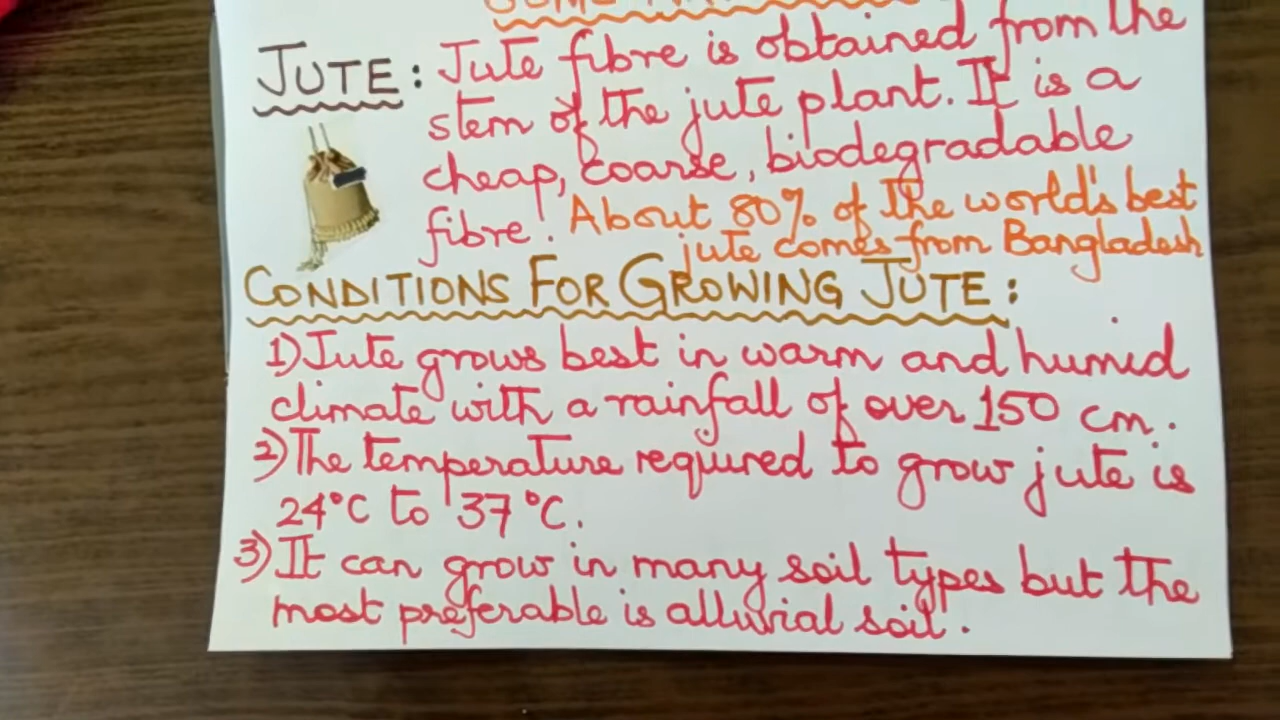 JUTE: Jute fibre is obtained from the
stem of the jute plant. It is a
cheap, coarse, biodegradable
fibre. About 80% of the world's best
jute comes from Bangladesh
CONDITIONS FOR GROWING JUTE:
1) Jute grows best in warm and humid
climate with a rainfall of over 150 cm.
2) The temperature required to grow jute is
24°C to 37°C.
3) It can grow in many soil types but the
most preferable is alluvial soil.